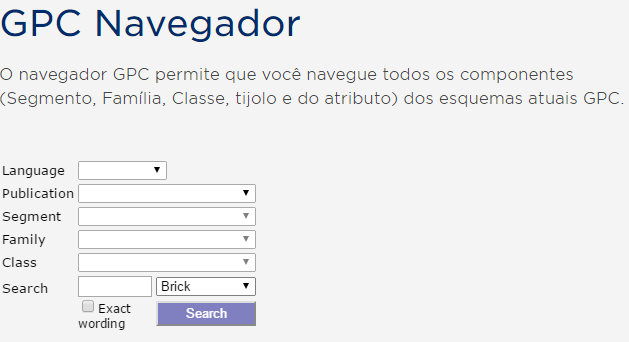 GPC Navegador
O navegador GPC permite que você navegue todos os componentes
(Segmento, Família, Classe, tijolo e do atributo) dos esquemas atuais GPC.
Language
Publication
Segment
Family
Class
Search Brick
Exact wording Search